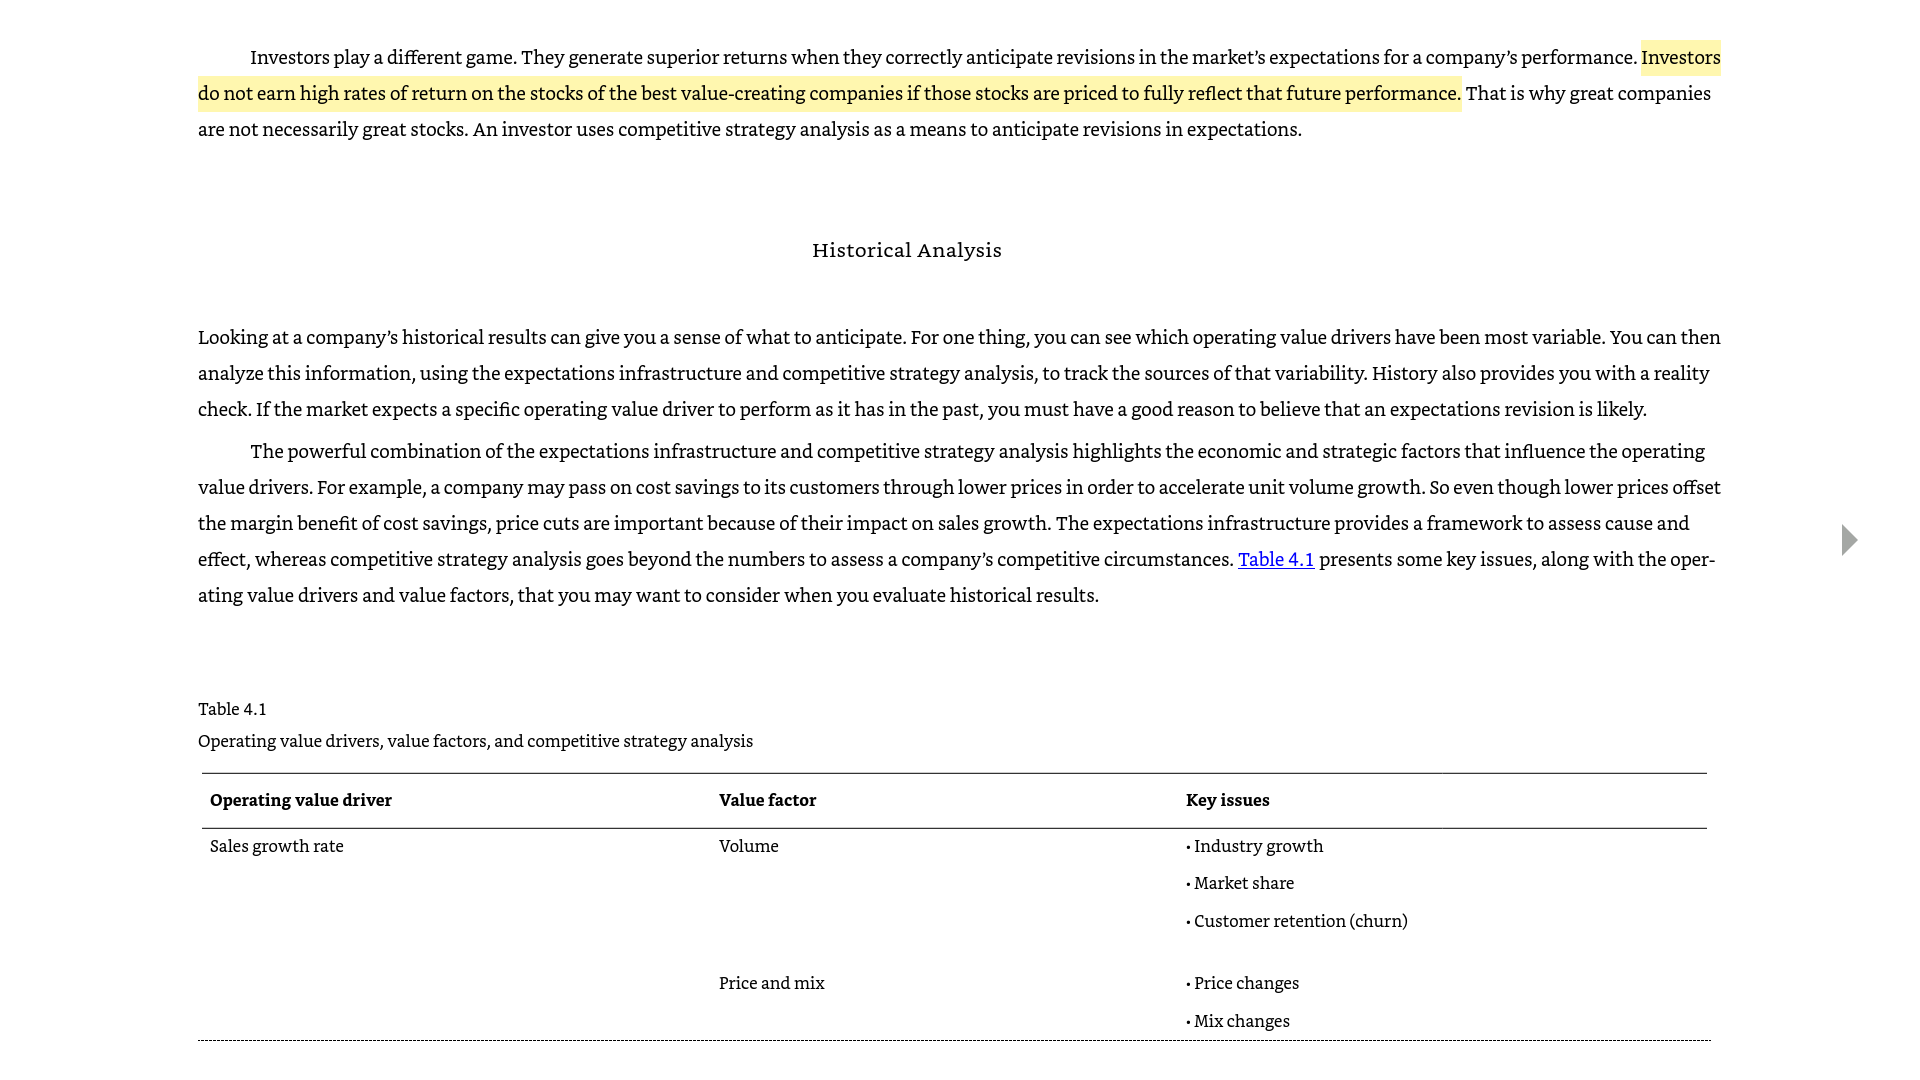 Investors play a different game. They generate superior returns when they correctly anticipate revisions in the market’s expectations for a company’s performance. Investors
do not earn high rates of return on the stocks of the best value-creating companies if those stocks are priced to fully reflect that future performance. That is why great companies
are not necessarily great stocks. An investor uses competitive strategy analysis as a means to anticipate revisions in expectations.
Historical Analysis
Looking at a company’s historical results can give you a sense of what to anticipate. For one thing, you can see which operating value drivers have been most variable. You can then
analyze this information, using the expectations infrastructure and competitive strategy analysis, to track the sources of that variability. History also provides you with a reality
check. If the market expects a specific operating value driver to perform as it has in the past, you must have a good reason to believe that an expectations revision is likely.
The powerful combination of the expectations infrastructure and competitive strategy analysis highlights the economic and strategic factors that influence the operating
value drivers. For example, a company may pass on cost savings to its customers through lower prices in order to accelerate unit volume growth. So even though lower prices offset
the margin benefit of cost savings, price cuts are important because of their impact on sales growth. The expectations infrastructure provides a framework to assess cause and
effect, whereas competitive strategy analysis goes beyond the numbers to assess a company’s competitive circumstances. Table 4.1 presents some key issues, along with the oper-
ating value drivers and value factors, that you may want to consider when you evaluate historical results.
Table 4.1
Operating value drivers, value factors, and competitive strategy analysis
Operating value driver Value factor Key issues
Sales growth rate Volume • Industry growth
• Market share
• Customer retention (churn)
Price and mix • Price changes
• Mix changes